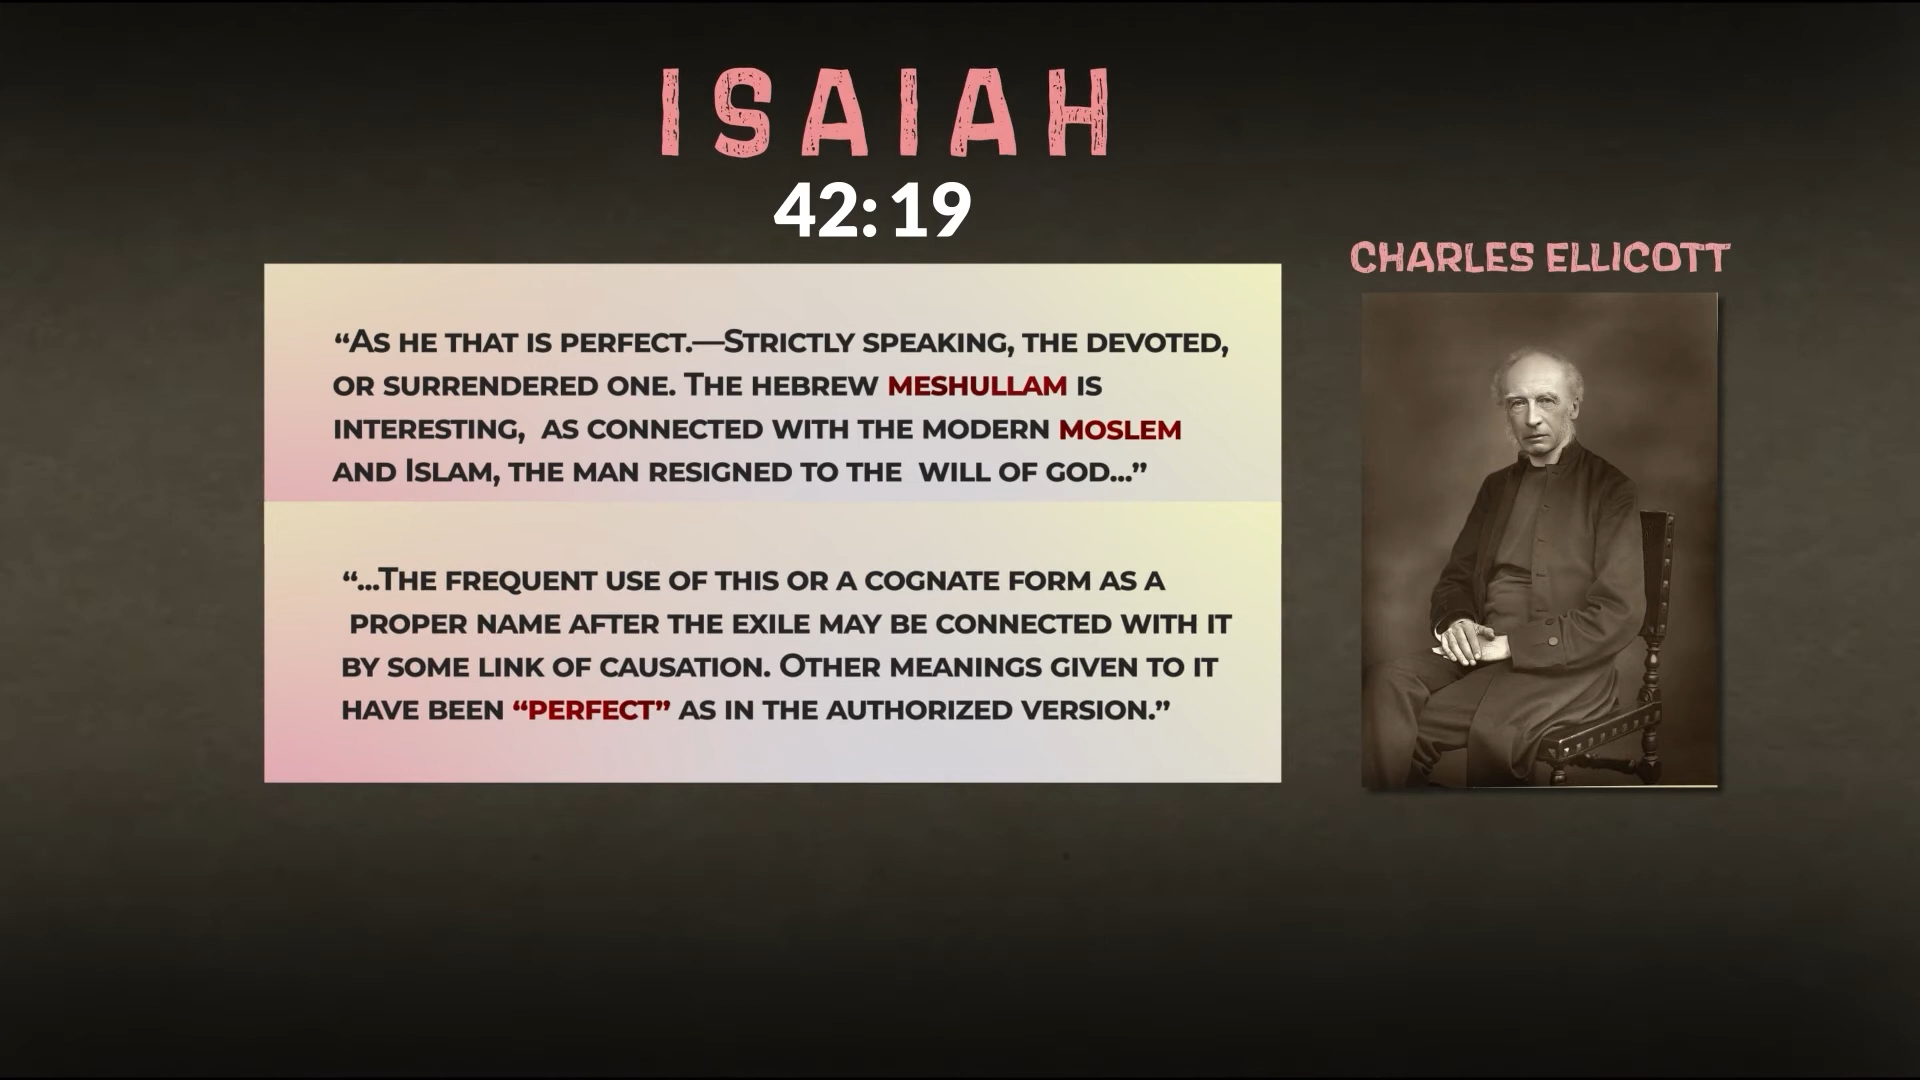 ISAIAH
42:19
CHARLES ELLICOTT
“AS HE THAT IS PERFECT.—STRICTLY SPEAKING, THE DEVOTED,
OR SURRENDERED ONE. THE HEBREW MESHULLAM IS
INTERESTING, AS CONNECTED WITH THE MODERN MOSLEM
AND ISLAM, THE MAN RESIGNED TO THE WILL OF GOD...”
“...THE FREQUENT USE OF THIS OR A COGNATE FORM AS A
PROPER NAME AFTER THE EXILE MAY BE CONNECTED WITH IT
BY SOME LINK OF CAUSATION. OTHER MEANINGS GIVEN TO IT
HAVE BEEN “PERFECT” AS IN THE AUTHORIZED VERSION.”